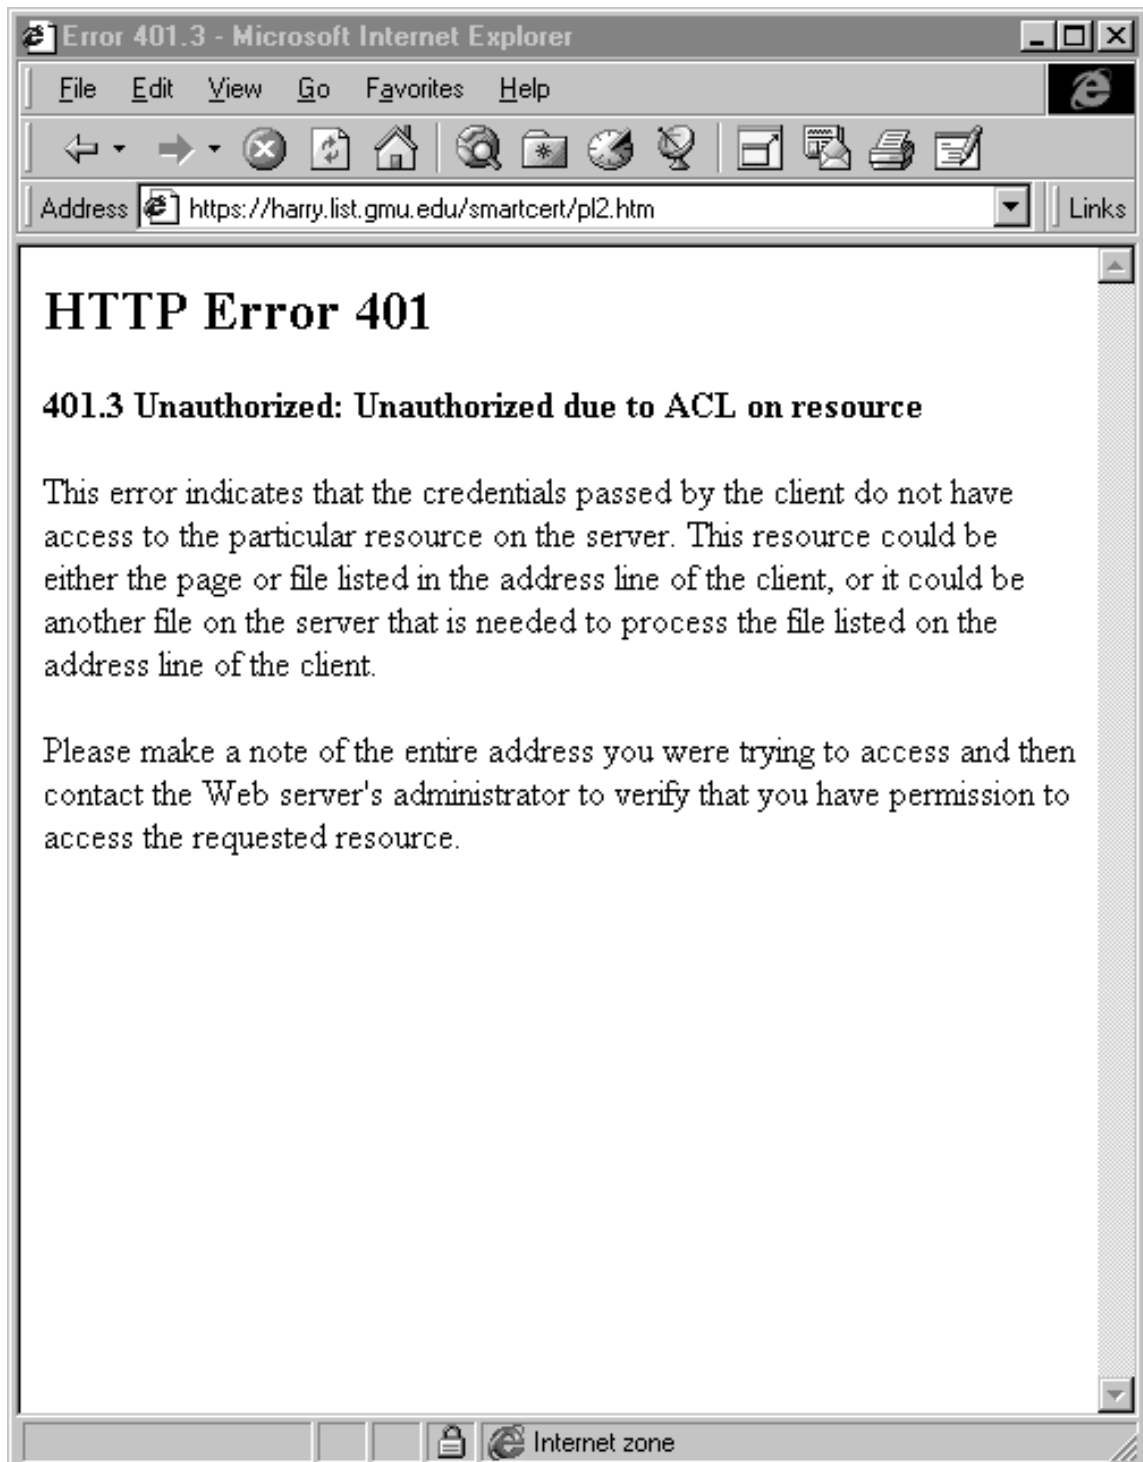 Error 401.3 - Microsoft Internet Explorer
File Edit View Go Favorites Help
Address https://harry.list.gmu.edu/smartcert/pl2.htm Links
HTTP Error 401
401.3 Unauthorized: Unauthorized due to ACL on resource
This error indicates that the credentials passed by the client do not have
access to the particular resource on the server. This resource could be
either the page or file listed in the address line of the client, or it could be
another file on the server that is needed to process the file listed on the
address line of the client.
Please make a note of the entire address you were trying to access and then
contact the Web server's administrator to verify that you have permission to
access the requested resource.
Internet zone